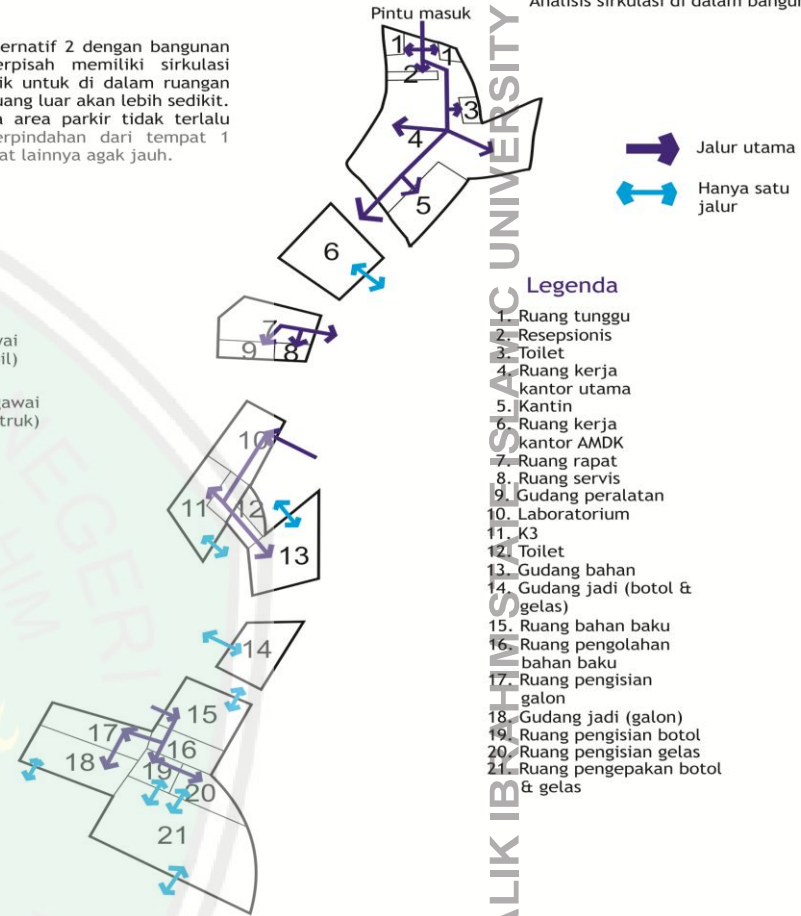 Analisis sirkulasi di dalam bangun
Pintu masuk
ernatif 2 dengan bangunan
erpisah memiliki sirkulasi
ik untuk di dalam ruangan
uang luar akan lebih sedikit.
a area parkir tidak terlalu
erpindahan dari tempat 1
at lainnya agak jauh.
1
1
2
3
4
5
6
7
8
9
10
11
12
13
14
15
16
17
18
19
20
21
Jalur utama
Hanya satu
jalur
Legenda
1. Ruang tunggu
2. Resepsionis
3. Toilet
4. Ruang kerja
kantor utama
5. Kantin
6. Ruang kerja
kantor AMDK
7. Ruang rapat
8. Ruang servis
9. Gudang peralatan
10. Laboratorium
11. K3
12. Toilet
13. Gudang bahan
14. Gudang jadi (botol &
gelas)
15. Ruang bahan baku
16. Ruang pengolahan
bahan baku
17. Ruang pengisian
galon
18. Gudang jadi (galon)
19. Ruang pengisian botol
20. Ruang pengisian gelas
21. Ruang pengepakan botol
& gelas
vai
il)
gawai
truk)
NEGERI
HIM
ALIK IBRAHIM STATE ISLAMIC UNIVERSITY